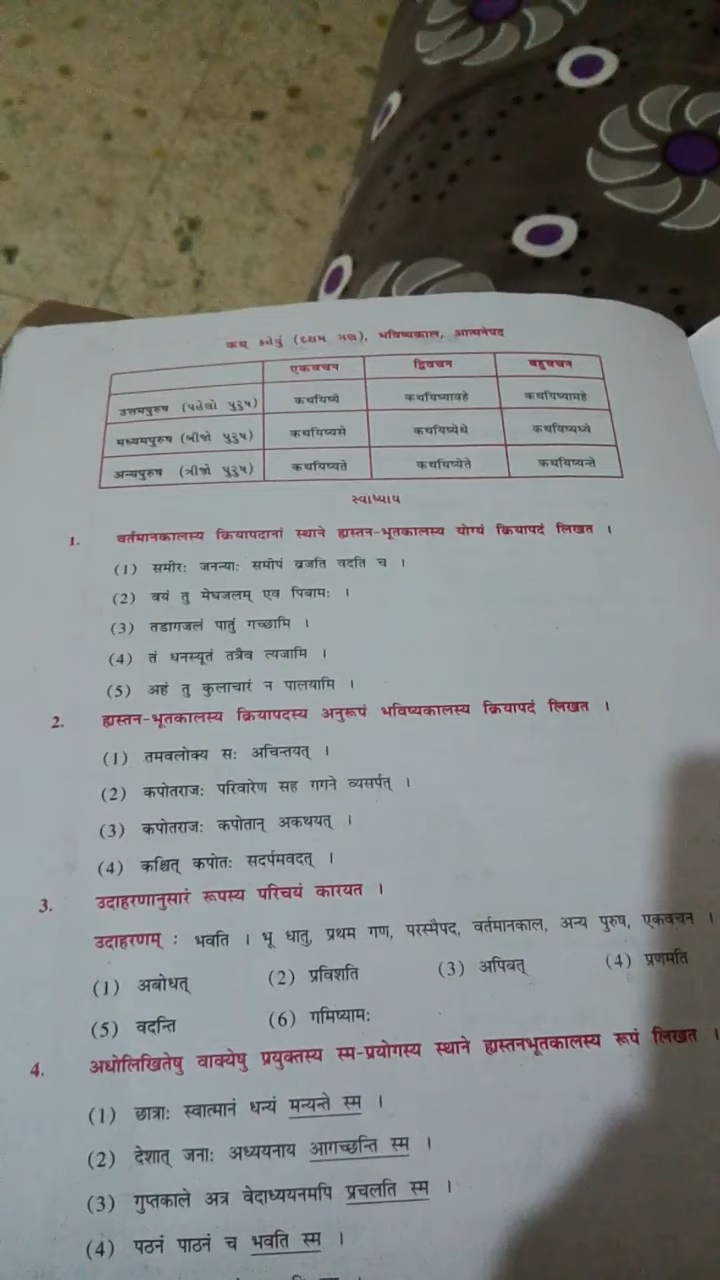 कथ् કહેવું (દશમ ગણ), भविष्यकाल, आत्मनेपद
एकवचन द्विवचन बहुवचन
उत्तमपुरुष (પહેલો પુરુષ) कथयिष्ये कथयिष्यावहे कथयिष्यामहे
मध्यमपुरुष (બીજો પુરુષ) कथयिष्यसे कथयिष्येथे कथयिष्यध्वे
अन्यपुरुष (ત્રીજો પુરુષ) कथयिष्यते कथयिष्येते कथयिष्यन्ते
स्वाध्याय
1. वर्तमानकालस्य क्रियापदानां स्थाने ह्यस्तन-भूतकालस्य योग्यं क्रियापदं लिखत ।
(1) समीरः जनन्याः समीपं व्रजति वदति च ।
(2) वयं तु मेघजलम् एव पिबामः ।
(3) तडागजलं पातुं गच्छामि ।
(4) तं धनस्यूतं तत्रैव त्यजामि ।
(5) अहं तु कुलाचारं न पालयामि ।
2. ह्यस्तन-भूतकालस्य क्रियापदस्य अनुरूपं भविष्यकालस्य क्रियापदं लिखत ।
(1) तमवलोक्य सः अचिन्तयत् ।
(2) कपोतराजः परिवारेण सह गगने व्यसर्पत् ।
(3) कपोतराजः कपोतान् अकथयत् ।
(4) कश्चित् कपोतः सदर्पमवदत् ।
3. उदाहरणानुसारं रूपस्य परिचयं कारयत ।
उदाहरणम् : भवति । भू धातु, प्रथम गण, परस्मैपद, वर्तमानकाल, अन्य पुरुष, एकवचन ।
(1) अबोधत् (2) प्रविशति (3) अपिबत् (4) प्रणमति
(5) वदन्ति (6) गमिष्यामः
4. अधोलिखितेषु वाक्येषु प्रयुक्तस्य स्म-प्रयोगस्य स्थाने ह्यस्तनभूतकालस्य रूपं लिखत ।
(1) छात्राः स्वात्मानं धन्यं मन्यन्ते स्म ।
(2) देशात् जनाः अध्ययनाय आगच्छन्ति स्म ।
(3) गुप्तकाले अत्र वेदाध्ययनमपि प्रचलति स्म ।
(4) पठनं पाठनं च भवति स्म ।